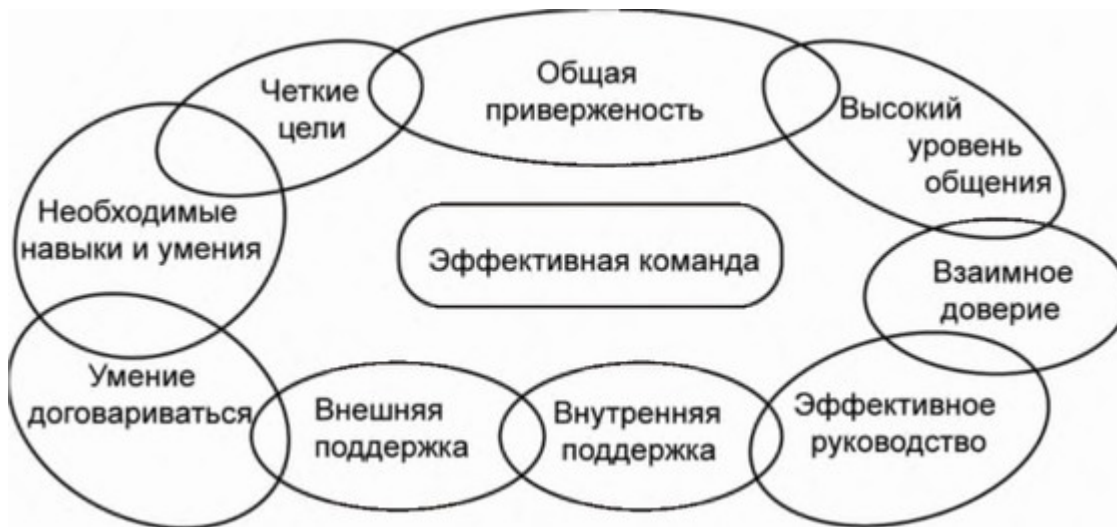 Четкие
цели
Общая
приверженость
Высокий
уровень
общения
Необходимые
навыки и умения
Эффективная команда
Взаимное
доверие
Умение
договариваться
Внешняя
поддержка
Внутренняя
поддержка
Эффективное
руководство